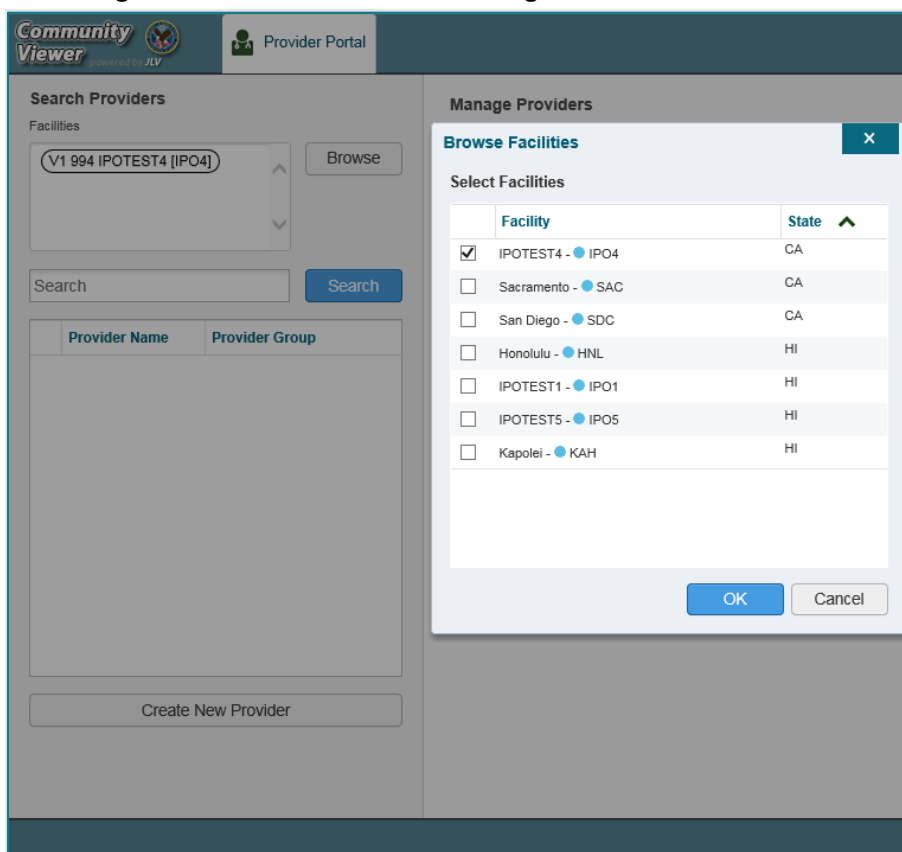 Community
Viewer powered by JLV
Provider Portal
Search Providers
Facilities
V1 994 IPOTEST4 [IPO4]
Browse
Search
Search
Provider Name Provider Group
Create New Provider
Manage Providers
Browse Facilities x
Select Facilities
Facility State
IPOTEST4 - IPO4 CA
Sacramento - SAC CA
San Diego - SDC CA
Honolulu - HNL HI
IPOTEST1 - IPO1 HI
IPOTEST5 - IPO5 HI
Kapolei - KAH HI
OK Cancel